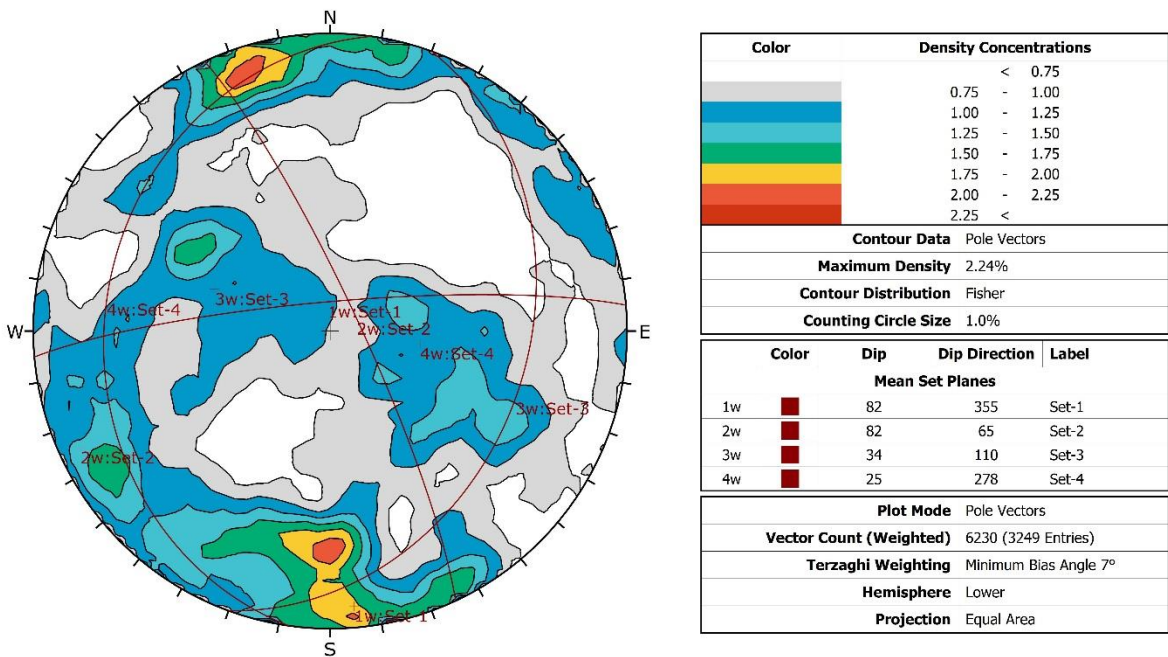 N
W
E
S
4w:Set-4
3w:Set-3
1w:Set-1
2w:Set-2
4w:Set-4
3w:Set-3
2w:Set-2
1w:Set-1
Color Density Concentrations
< 0.75
0.75 - 1.00
1.00 - 1.25
1.25 - 1.50
1.50 - 1.75
1.75 - 2.00
2.00 - 2.25
2.25 <
Contour Data Pole Vectors
Maximum Density 2.24%
Contour Distribution Fisher
Counting Circle Size 1.0%
Color Dip Dip Direction Label
Mean Set Planes
1w 82 355 Set-1
2w 82 65 Set-2
3w 34 110 Set-3
4w 25 278 Set-4
Plot Mode Pole Vectors
Vector Count (Weighted) 6230 (3249 Entries)
Terzaghi Weighting Minimum Bias Angle 7°
Hemisphere Lower
Projection Equal Area